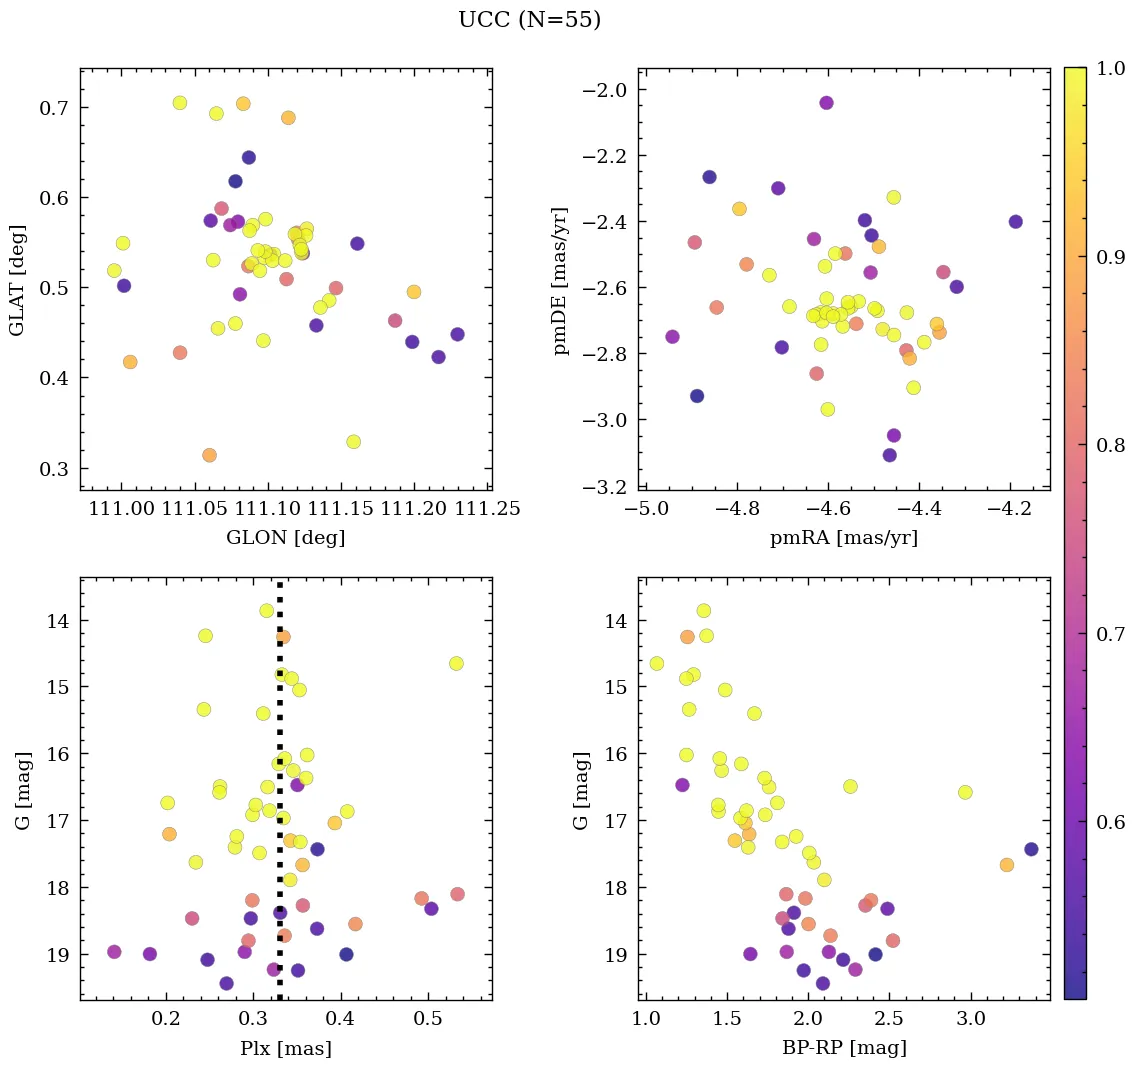 UCC (N=55)
0.7
0.6
0.5
0.4
0.3
GLAT [deg]
111.00 111.05 111.10 111.15 111.20 111.25
GLON [deg]
−2.0
−2.2
−2.4
−2.6
−2.8
−3.0
−3.2
pmDE [mas/yr]
−5.0 −4.8 −4.6 −4.4 −4.2
pmRA [mas/yr]
14
15
16
17
18
19
G [mag]
0.2 0.3 0.4 0.5
Plx [mas]
14
15
16
17
18
19
G [mag]
1.0 1.5 2.0 2.5 3.0
BP-RP [mag]
1.0
0.9
0.8
0.7
0.6